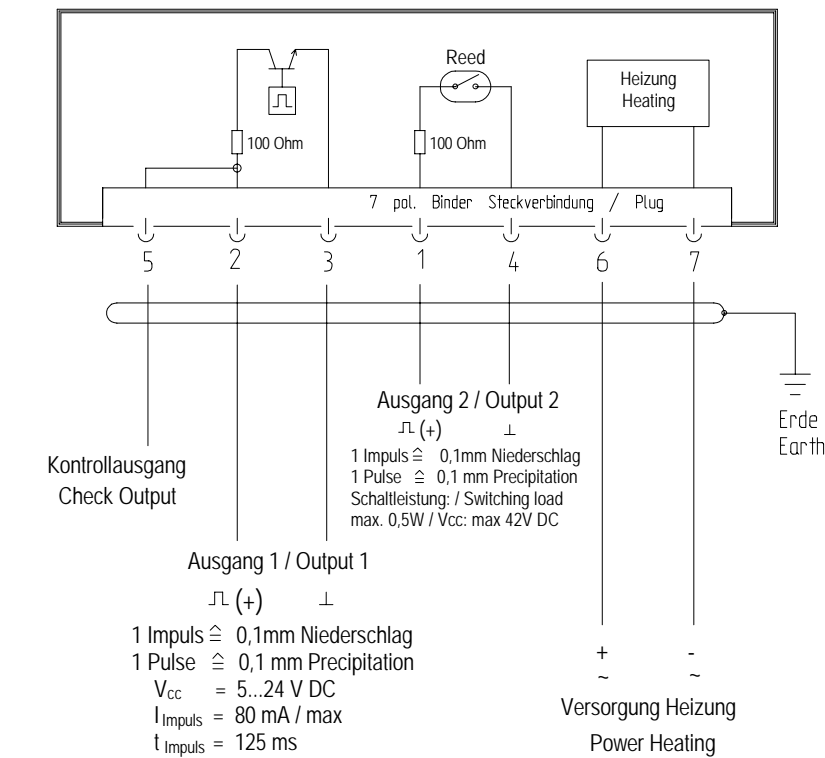 Reed
Heizung
Heating
100 Ohm
100 Ohm
7 pol. Binder Steckverbindung / Plug
5 2 3 1 4 6 7
Erde
Earth
Ausgang 2 / Output 2
⎍ (+) ⊥
1 Impuls ≙ 0,1mm Niederschlag
1 Pulse ≙ 0,1 mm Precipitation
Schaltleistung: / Switching load
max. 0,5W / Vcc: max 42V DC
Kontrollausgang
Check Output
Ausgang 1 / Output 1
⎍ (+) ⊥
1 Impuls ≙ 0,1mm Niederschlag
1 Pulse ≙ 0,1 mm Precipitation
Vcc = 5...24 V DC
I Impuls = 80 mA / max
t Impuls = 125 ms
+ -
~ ~
Versorgung Heizung
Power Heating